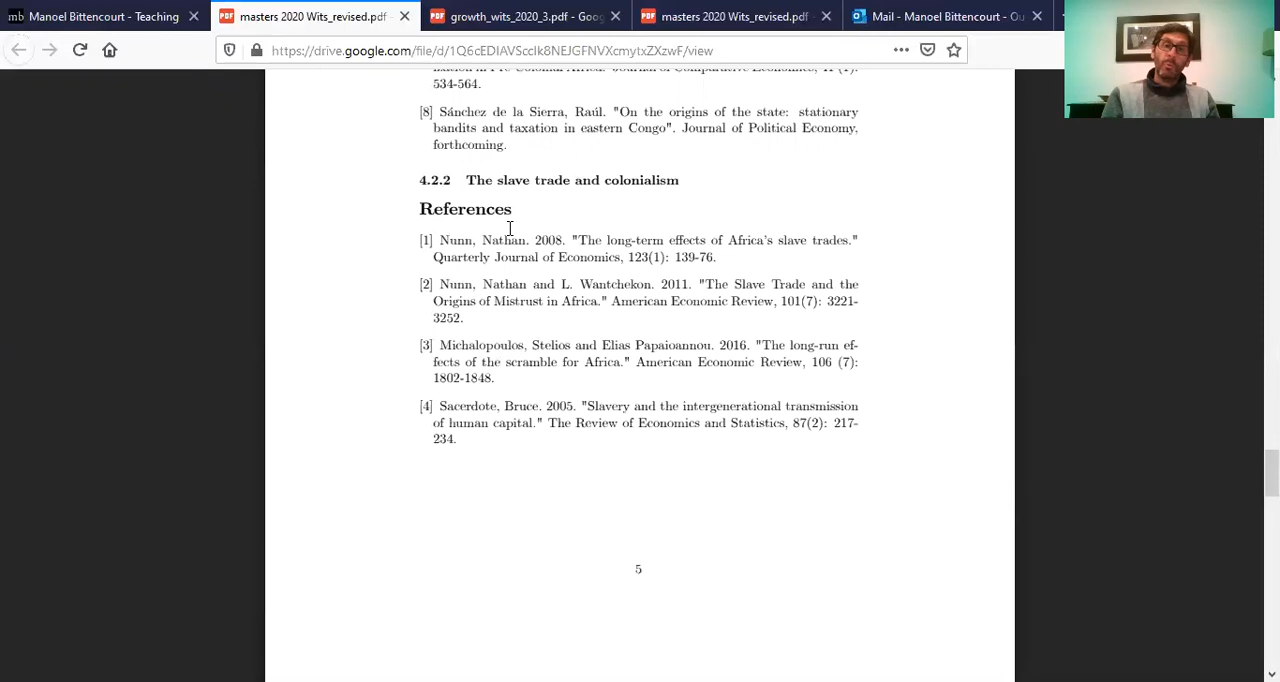 mb Manoel Bittencourt - Teaching
masters 2020 Wits_revised.pdf
growth_wits_2020_3.pdf - Goog
masters 2020 Wits_revised.pdf
Mail - Manoel Bittencourt - Ou
https://drive.google.com/file/d/1Q6cEDIAVSccIk8NEJGFNVXcmytxZXzwF/view
534-564.
[8] Sánchez de la Sierra, Raúl. "On the origins of the state: stationary
bandits and taxation in eastern Congo". Journal of Political Economy,
forthcoming.
4.2.2 The slave trade and colonialism
References
[1] Nunn, Nathan. 2008. "The long-term effects of Africa's slave trades."
Quarterly Journal of Economics, 123(1): 139-76.
[2] Nunn, Nathan and L. Wantchekon. 2011. "The Slave Trade and the
Origins of Mistrust in Africa." American Economic Review, 101(7): 3221-
3252.
[3] Michalopoulos, Stelios and Elias Papaioannou. 2016. "The long-run ef-
fects of the scramble for Africa." American Economic Review, 106 (7):
1802-1848.
[4] Sacerdote, Bruce. 2005. "Slavery and the intergenerational transmission
of human capital." The Review of Economics and Statistics, 87(2): 217-
234.
5